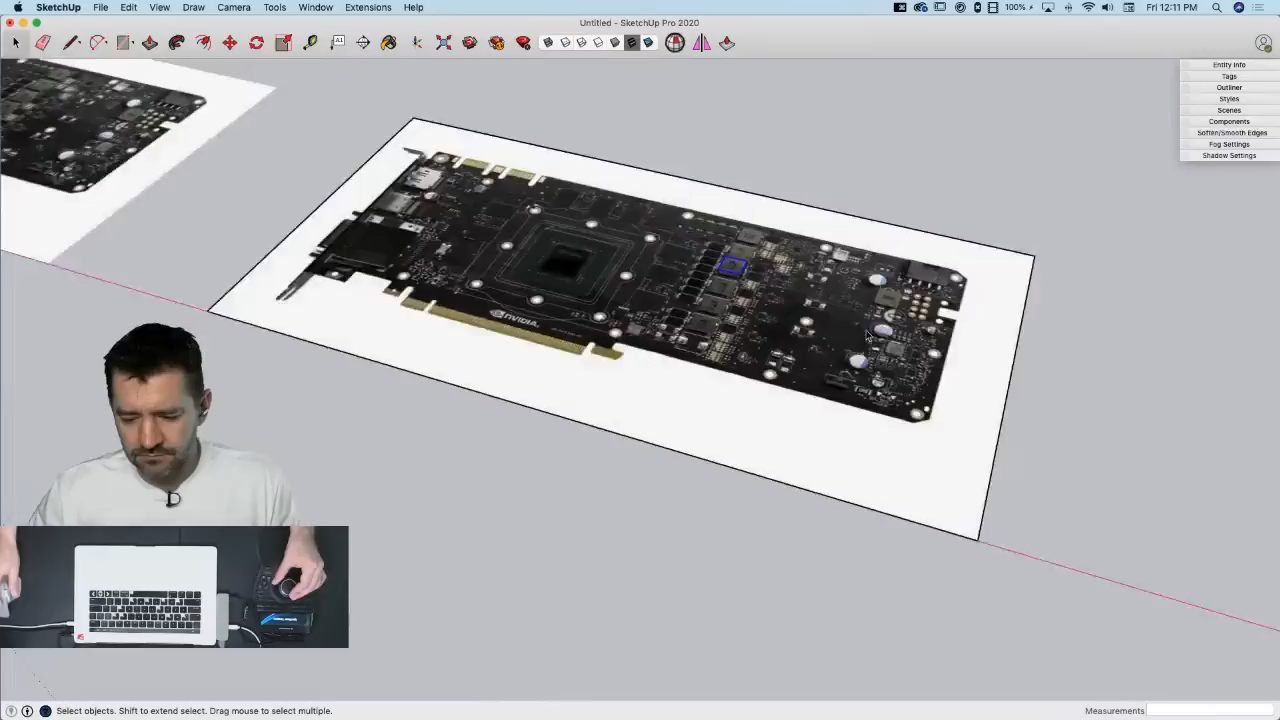 SketchUp File Edit View Draw Camera Tools Window Extensions Help
100% Fri 12:11 PM
Untitled - SketchUp Pro 2020
A1
Entity Info
Tags
Outliner
Styles
Scenes
Components
Soften/Smooth Edges
Fog Settings
Shadow Settings
NVIDIA.
Select objects. Shift to extend select. Drag mouse to select multiple.
Measurements